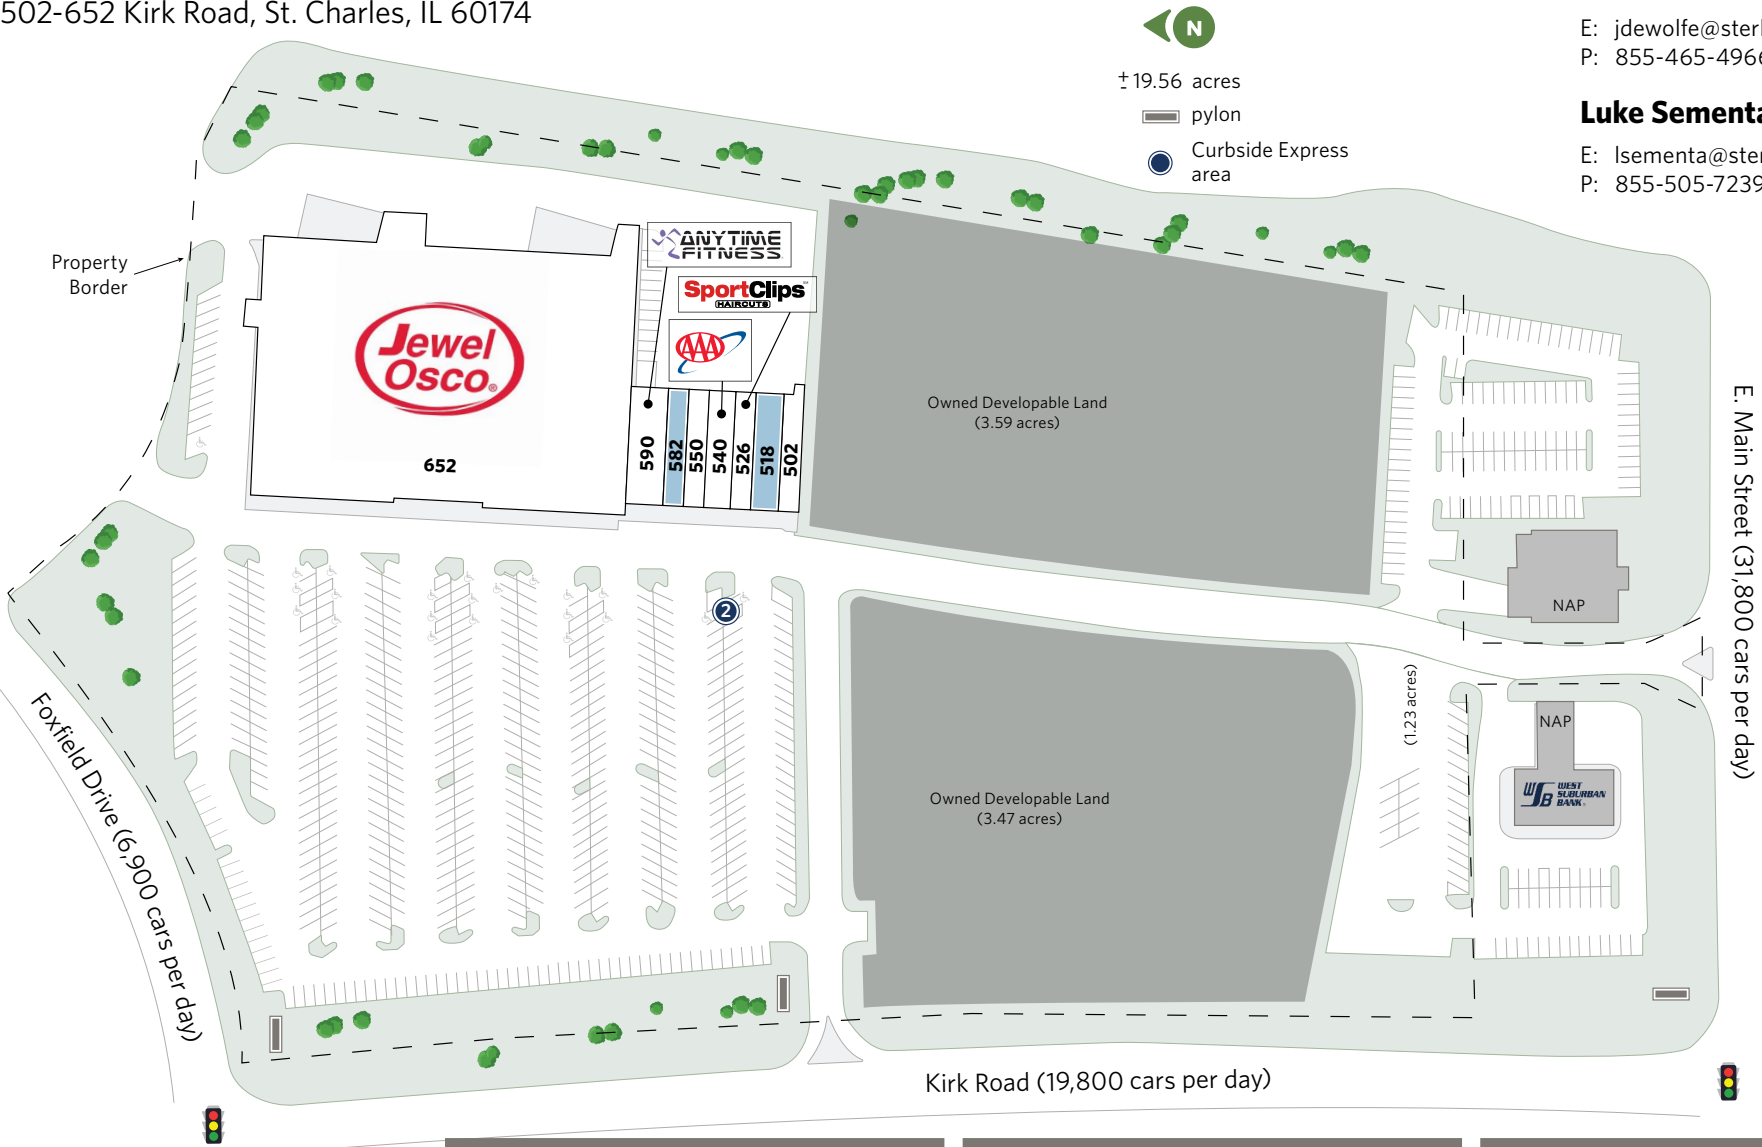 502-652 Kirk Road, St. Charles, IL 60174
N
±19.56 acres
pylon
Curbside Express
area
E: jdewolfe@sterl
P: 855-465-4966
Luke Sementa
E: lsementa@ster
P: 855-505-7239
Property
Border
ANYTIME
FITNESS
SportClips
HAIRCUTS
AAA
Jewel
Osco®
652
590
582
550
540
526
518
502
Owned Developable Land
(3.59 acres)
NAP
E. Main Street (31,800 cars per day)
2
(1.23 acres)
NAP
WSB WEST
SUBURBAN
BANK
Owned Developable Land
(3.47 acres)
Foxfield Drive (6,900 cars per day)
Kirk Road (19,800 cars per day)